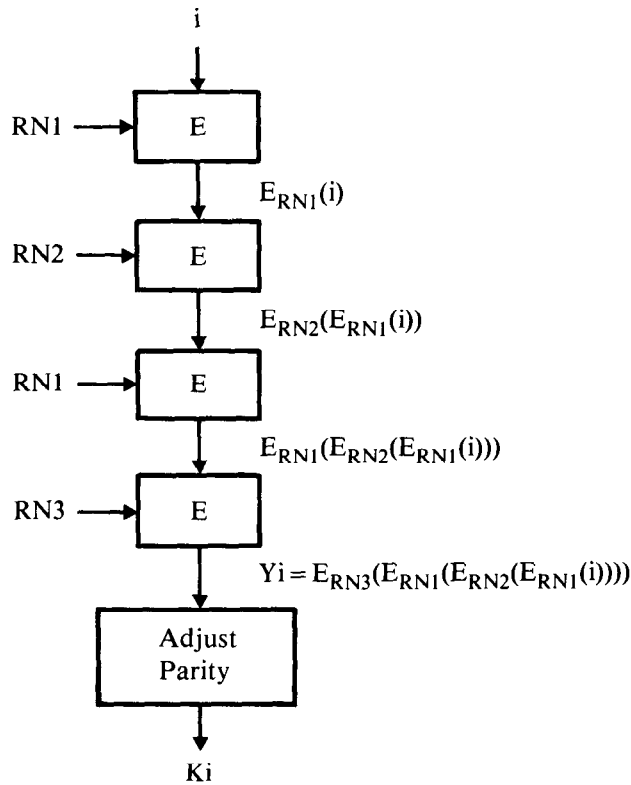 i
RN1
E
E_RN1(i)
RN2
E
E_RN2(E_RN1(i))
RN1
E
E_RN1(E_RN2(E_RN1(i)))
RN3
E
Yi = E_RN3(E_RN1(E_RN2(E_RN1(i))))
Adjust
Parity
Ki